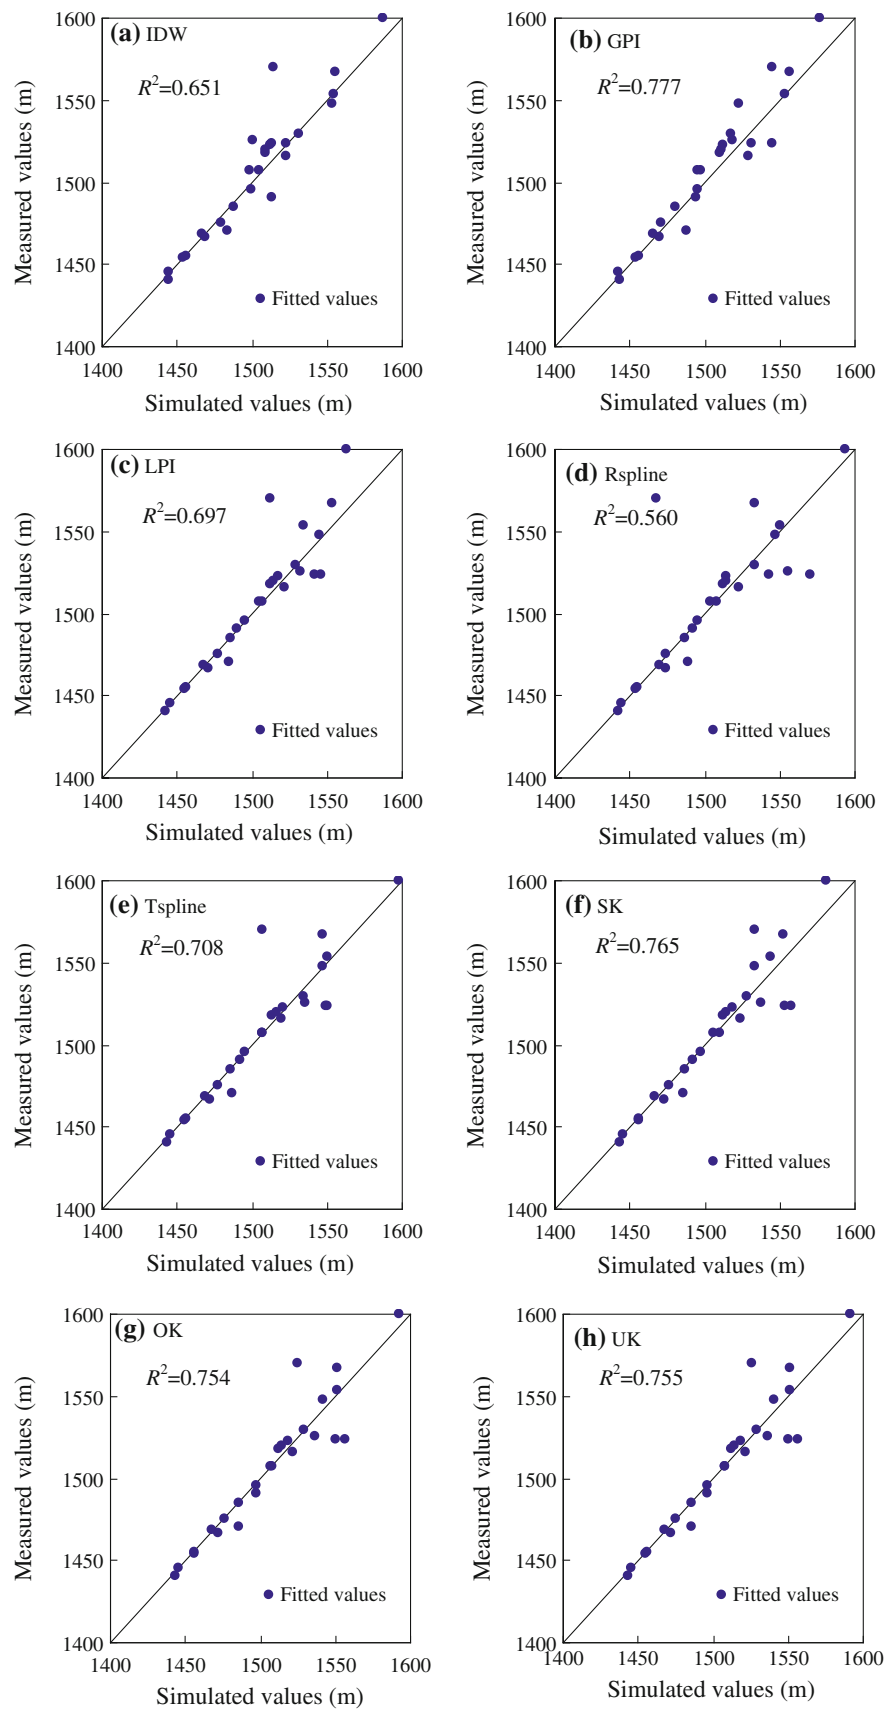 (a) IDW
R²=0.651
Measured values (m)
1600
1550
1500
1450
1400
Fitted values
1400 1450 1500 1550 1600
Simulated values (m)
(b) GPI
R²=0.777
Measured values (m)
1600
1550
1500
1450
1400
Fitted values
1400 1450 1500 1550 1600
Simulated values (m)
(c) LPI
R²=0.697
Measured values (m)
1600
1550
1500
1450
1400
Fitted values
1400 1450 1500 1550 1600
Simulated values (m)
(d) Rspline
R²=0.560
Measured values (m)
1600
1550
1500
1450
1400
Fitted values
1400 1450 1500 1550 1600
Simulated values (m)
(e) Tspline
R²=0.708
Measured values (m)
1600
1550
1500
1450
1400
Fitted values
1400 1450 1500 1550 1600
Simulated values (m)
(f) SK
R²=0.765
Measured values (m)
1600
1550
1500
1450
1400
Fitted values
1400 1450 1500 1550 1600
Simulated values (m)
(g) OK
R²=0.754
Measured values (m)
1600
1550
1500
1450
1400
Fitted values
1400 1450 1500 1550 1600
Simulated values (m)
(h) UK
R²=0.755
Measured values (m)
1600
1550
1500
1450
1400
Fitted values
1400 1450 1500 1550 1600
Simulated values (m)